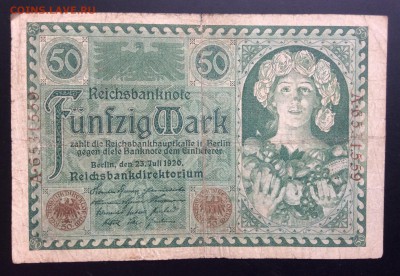 COINS.ЛАВЕ.RU
50
50
Reichsbanknote
Fünfzig Mark
zahlt die Reichsbankhauptkasse in Berlin
gegen diese Banknote dem Einlieferer
Berlin, den 23. Juli 1920
Reichsbankdirektorium